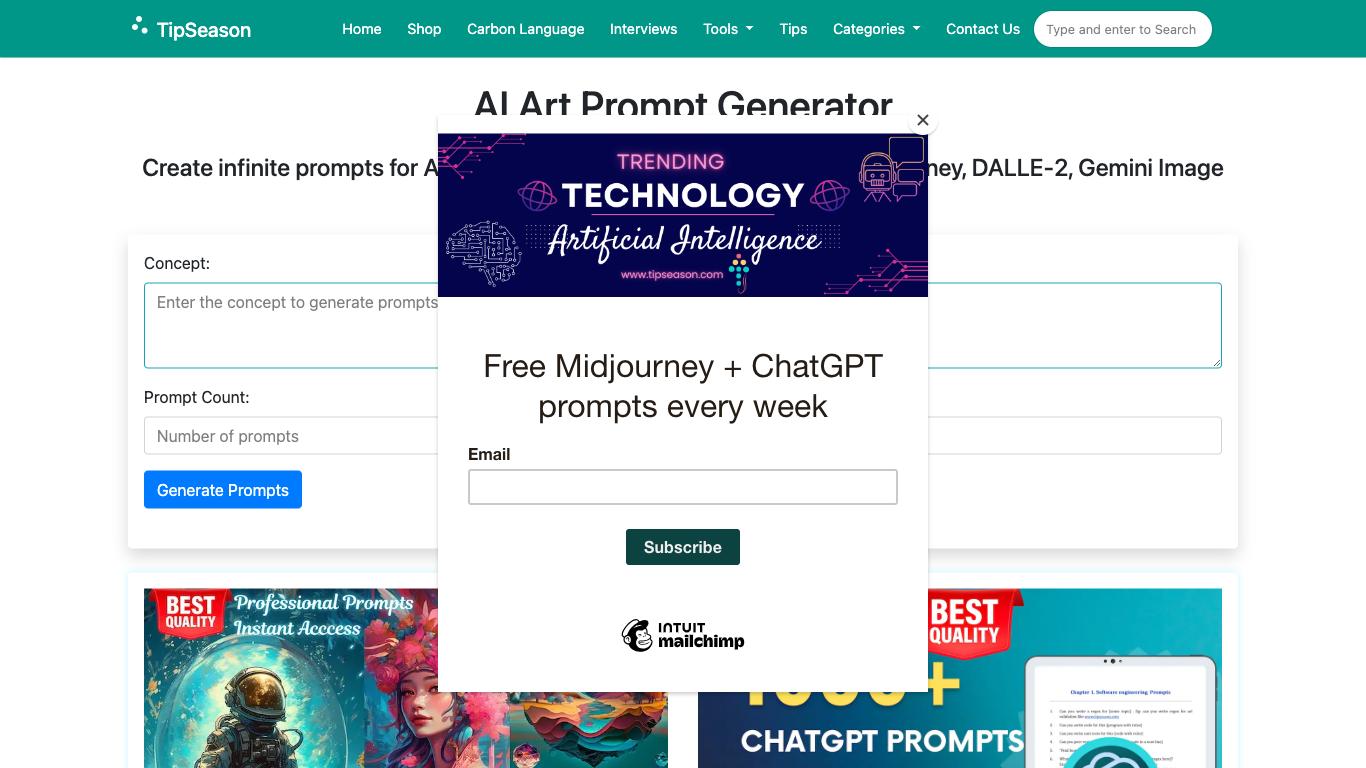 TipSeason
Home
Shop
Carbon Language
Interviews
Tools
Tips
Categories
Contact Us
Type and enter to Search
AI Art Prompt Generator
Create infinite prompts for A
ney, DALLE-2, Gemini Image
TRENDING
TECHNOLOGY
Artificial Intelligence
www.tipseason.com
Concept:
Enter the concept to generate prompts
Free Midjourney + ChatGPT
prompts every week
Prompt Count:
Number of prompts
Email
Generate Prompts
Subscribe
INTUIT
mailchimp
BEST
QUALITY
Professional Prompts
Instant Acccess
BEST
QUALITY
1000+
CHATGPT PROMPTS
Chapter 1. Software engineering Prompts